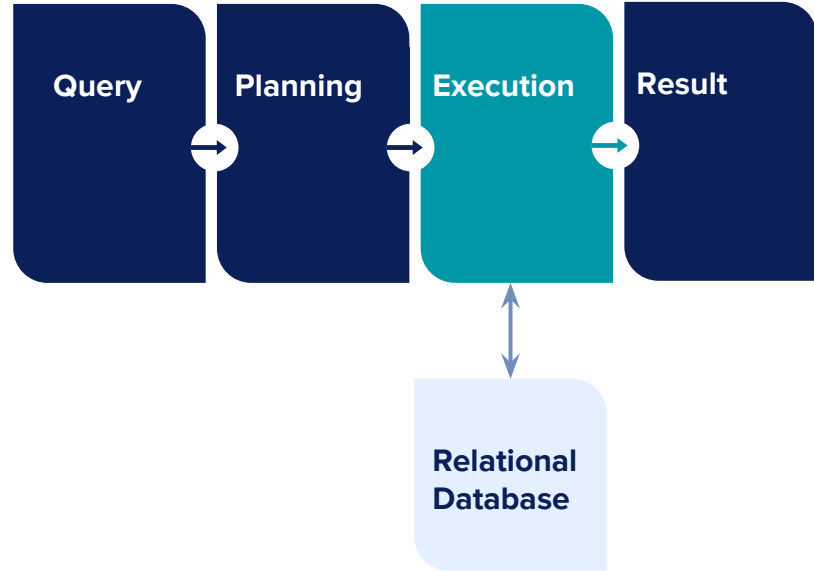 Query
Planning
Execution
Result
Relational
Database